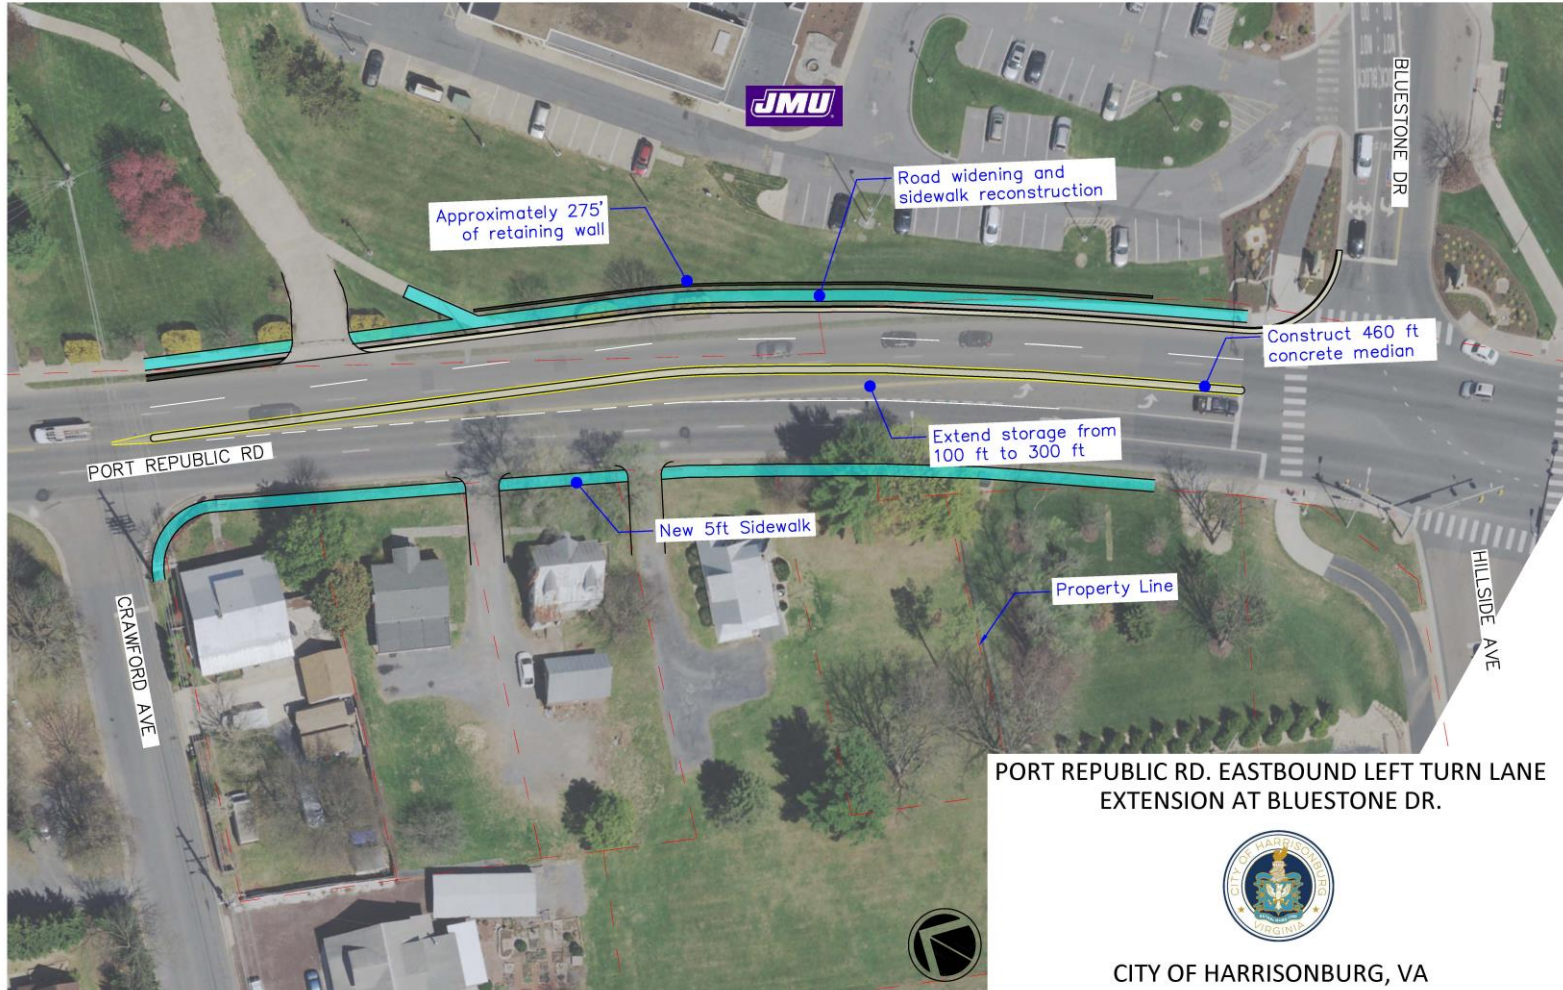 JMU
BLUESTONE DR
Road widening and
sidewalk reconstruction
Approximately 275'
of retaining wall
Construct 460 ft
concrete median
Extend storage from
100 ft to 300 ft
PORT REPUBLIC RD
New 5ft Sidewalk
Property Line
HILLSIDE AVE
CRAWFORD AVE
PORT REPUBLIC RD. EASTBOUND LEFT TURN LANE
EXTENSION AT BLUESTONE DR.
CITY OF HARRISONBURG
VIRGINIA
CITY OF HARRISONBURG, VA